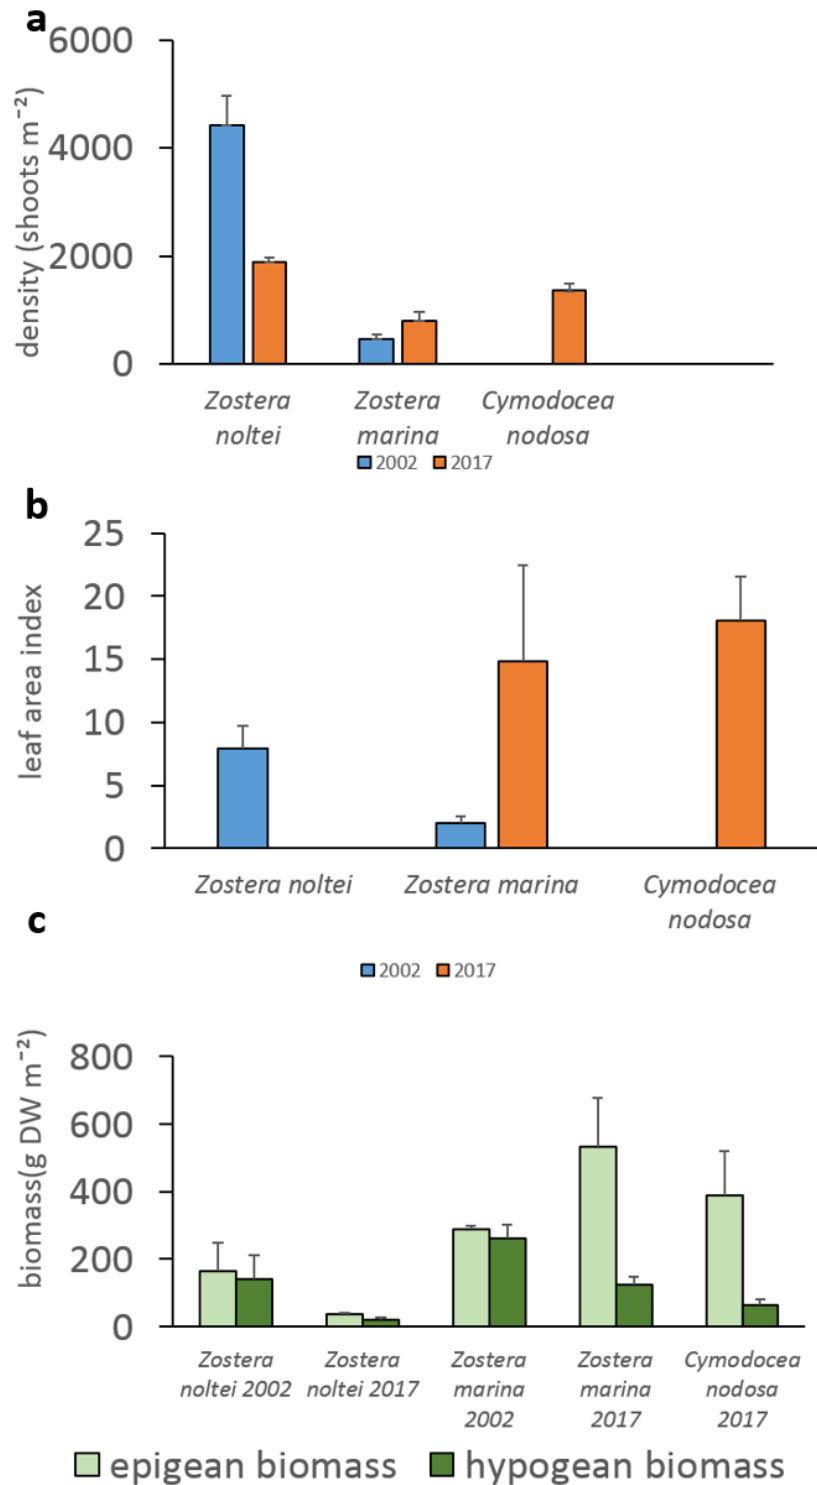 a
6000
4000
2000
0
density (shoots m⁻²)
Zostera noltei
Zostera marina
Cymodocea nodosa
2002 2017
b
25
20
15
10
5
0
leaf area index
Zostera noltei
Zostera marina
Cymodocea nodosa
2002 2017
c
800
600
400
200
0
biomass(g DW m⁻²)
Zostera noltei 2002
Zostera noltei 2017
Zostera marina 2002
Zostera marina 2017
Cymodocea nodosa 2017
epigean biomass hypogean biomass